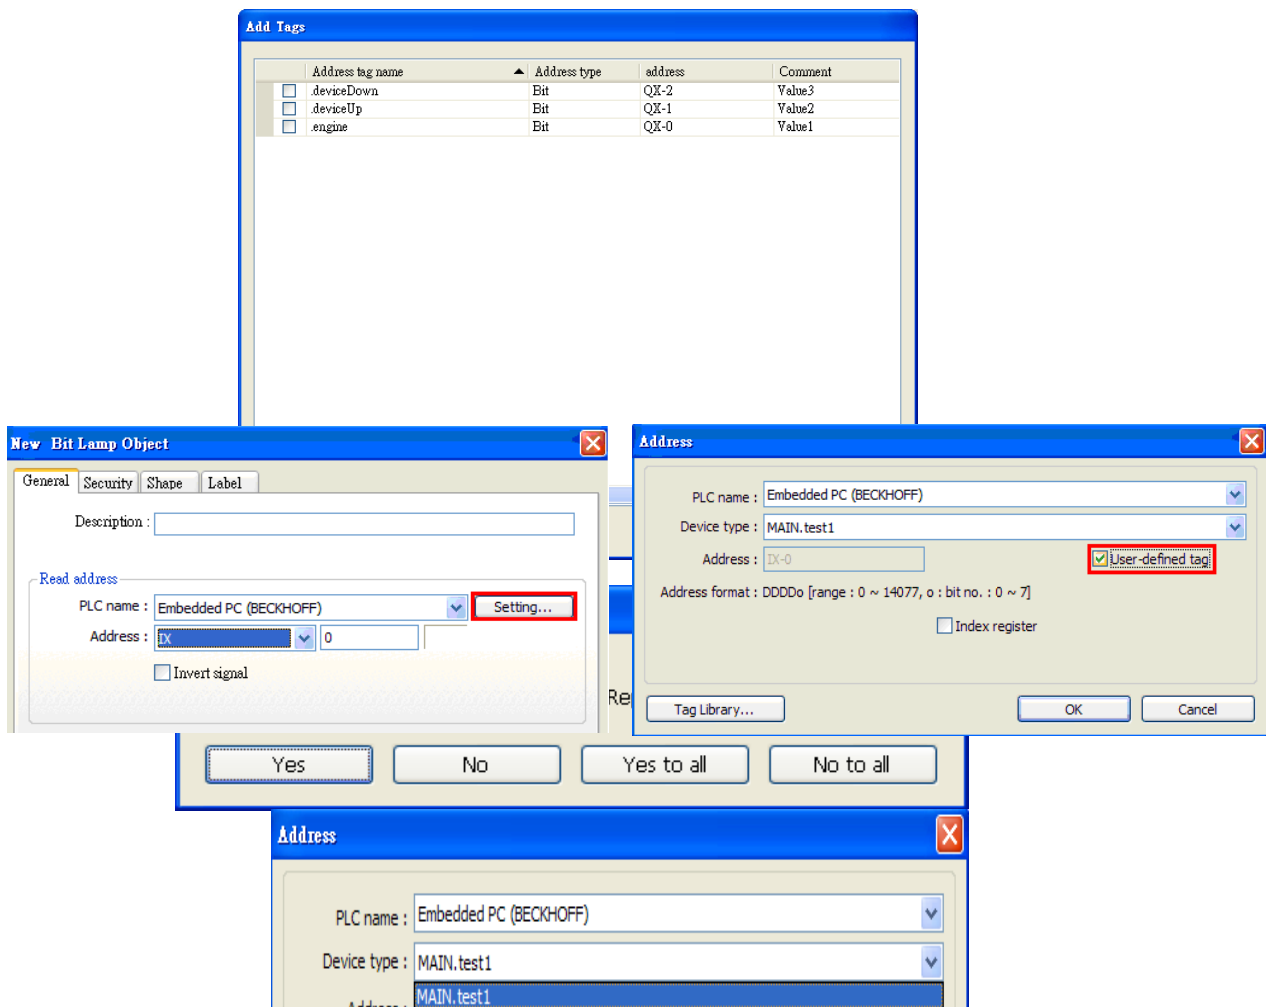 Add Tags
Address tag name Address type address Comment
.deviceDown Bit QX-2 Value3
.deviceUp Bit QX-1 Value2
.engine Bit QX-0 Value1
New Bit Lamp Object
General Security Shape Label
Description :
Read address
PLC name : Embedded PC (BECKHOFF) Setting...
Address : IX 0
Invert signal
Address
PLC name : Embedded PC (BECKHOFF)
Device type : MAIN.test1
Address : IX-0 User-defined tag
Address format : DDDDo [range : 0 ~ 14077, o : bit no. : 0 ~ 7]
Index register
Tag Library... OK Cancel
Yes No Yes to all No to all
Address
PLC name : Embedded PC (BECKHOFF)
Device type : MAIN.test1
Address : MAIN.test1